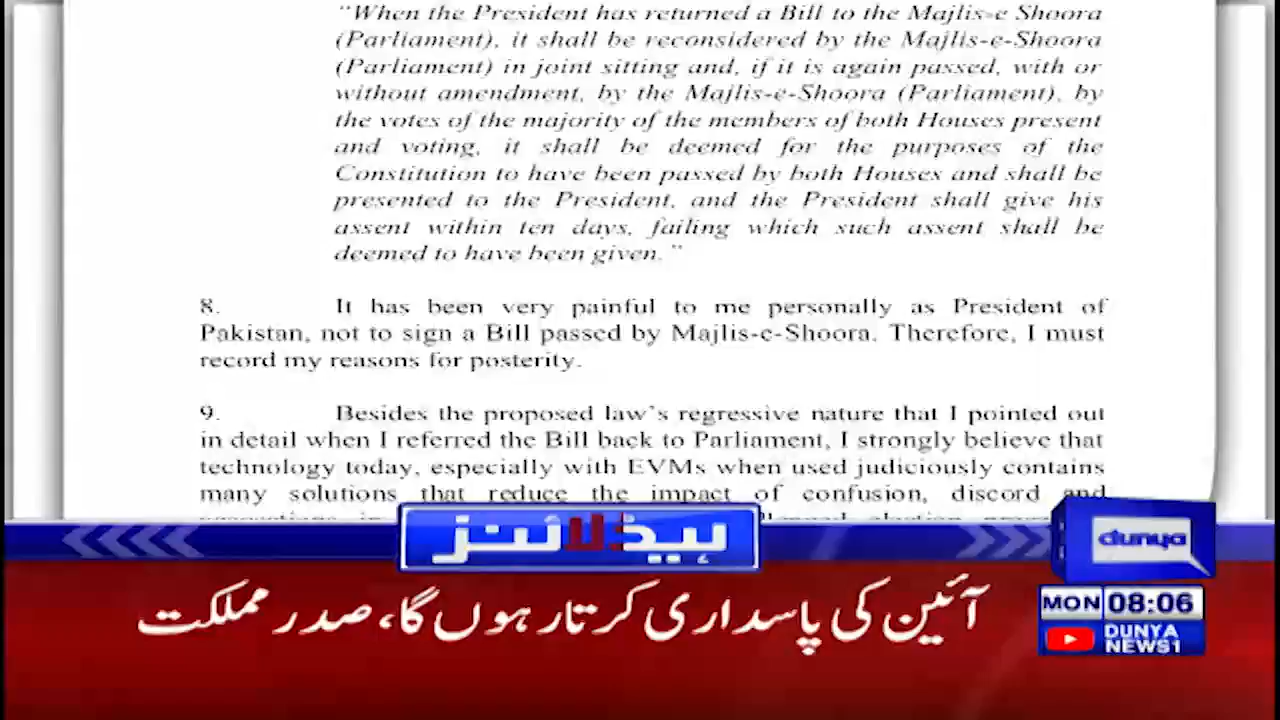 "When the President has returned a Bill to the Majlis-e Shoora
(Parliament), it shall be reconsidered by the Majlis-e-Shoora
(Parliament) in joint sitting and, if it is again passed, with or
without amendment, by the Majlis-e-Shoora (Parliament), by
the votes of the majority of the members of both Houses present
and voting, it shall be deemed for the purposes of the
Constitution to have been passed by both Houses and shall be
presented to the President, and the President shall give his
assent within ten days, failing which such assent shall be
deemed to have been given."
8. It has been very painful to me personally as President of
Pakistan, not to sign a Bill passed by Majlis-e-Shoora. Therefore, I must
record my reasons for posterity.
9. Besides the proposed law's regressive nature that I pointed out
in detail when I referred the Bill back to Parliament, I strongly believe that
technology today, especially with EVMs when used judiciously contains
many solutions that reduce the impact of confusion, discord and
ہیڈلائنز
dunya
آئین کی پاسداری کرتار ہوں گا، صدر مملکت
MON 08:06
DUNYA
NEWS1